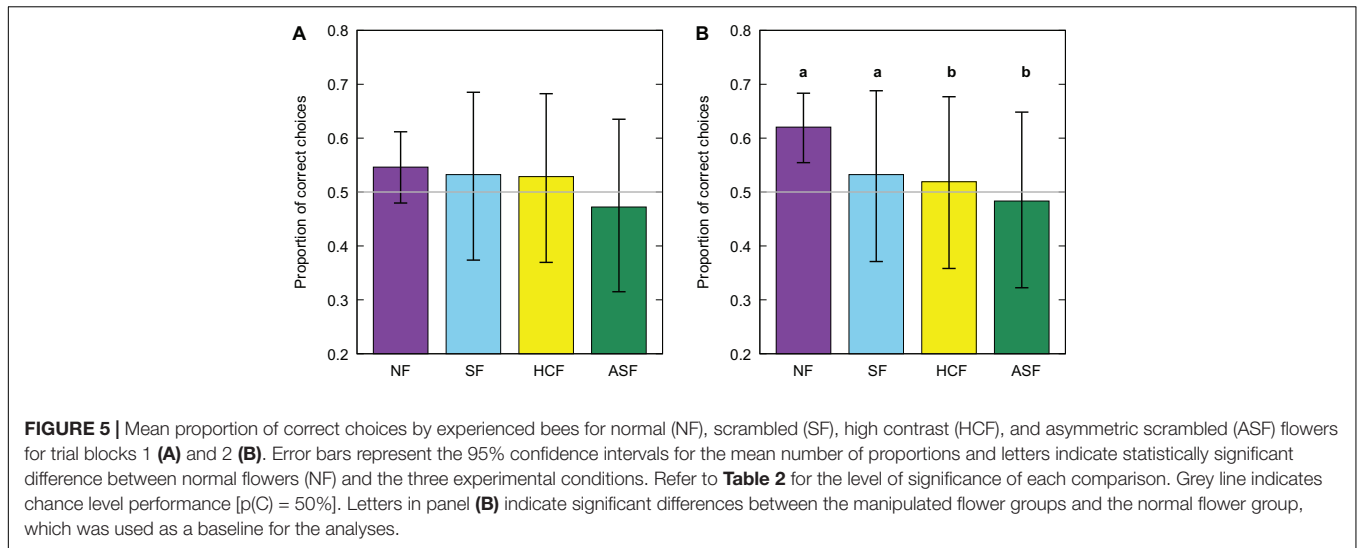 A
B
0.8
0.7
0.6
0.5
0.4
0.3
0.2
Proportion of correct choices
NF SF HCF ASF
0.8
0.7
0.6
0.5
0.4
0.3
0.2
Proportion of correct choices
a a b b
NF SF HCF ASF
FIGURE 5 | Mean proportion of correct choices by experienced bees for normal (NF), scrambled (SF), high contrast (HCF), and asymmetric scrambled (ASF) flowers
for trial blocks 1 (A) and 2 (B). Error bars represent the 95% confidence intervals for the mean number of proportions and letters indicate statistically significant
difference between normal flowers (NF) and the three experimental conditions. Refer to Table 2 for the level of significance of each comparison. Grey line indicates
chance level performance [p(C) = 50%]. Letters in panel (B) indicate significant differences between the manipulated flower groups and the normal flower group,
which was used as a baseline for the analyses.